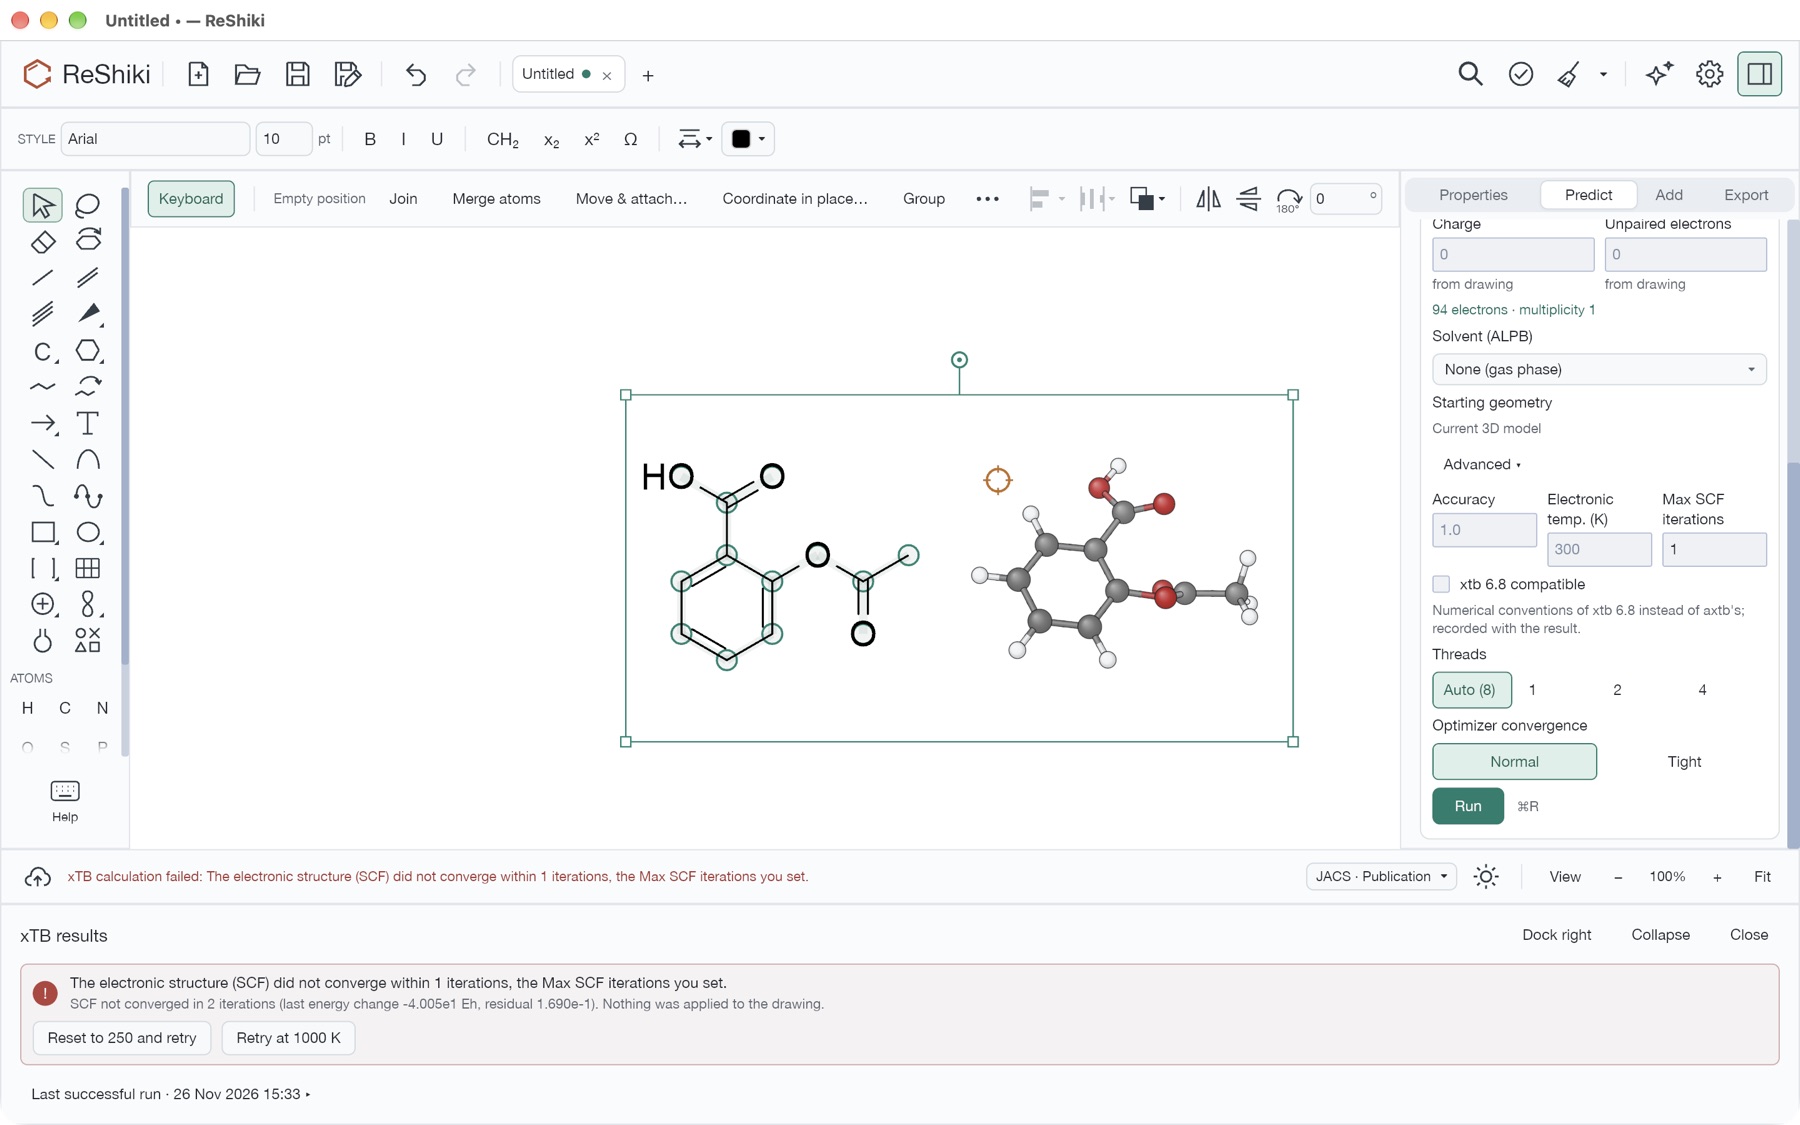 Untitled • — ReShiki
ReShiki
Untitled
STYLE Arial 10 pt B I U CH₂ x₂ x² Ω
Keyboard Empty position Join Merge atoms Move & attach... Coordinate in place... Group 180° 0 °
Properties Predict Add Export
Charge Unpaired electrons
0 0
from drawing from drawing
94 electrons · multiplicity 1
Solvent (ALPB)
None (gas phase)
Starting geometry
Current 3D model
Advanced
Accuracy Electronic temp. (K) Max SCF iterations
1.0 300 1
xtb 6.8 compatible
Numerical conventions of xtb 6.8 instead of axtb's;
recorded with the result.
Threads
Auto (8) 1 2 4
Optimizer convergence
Normal Tight
Run ⌘R
C
T
ATOMS
H C N
O S P
Help
HO O
O
O
xTB calculation failed: The electronic structure (SCF) did not converge within 1 iterations, the Max SCF iterations you set.
JACS · Publication View − 100% + Fit
xTB results Dock right Collapse Close
The electronic structure (SCF) did not converge within 1 iterations, the Max SCF iterations you set.
SCF not converged in 2 iterations (last energy change -4.005e1 Eh, residual 1.690e-1). Nothing was applied to the drawing.
Reset to 250 and retry Retry at 1000 K
Last successful run · 26 Nov 2026 15:33